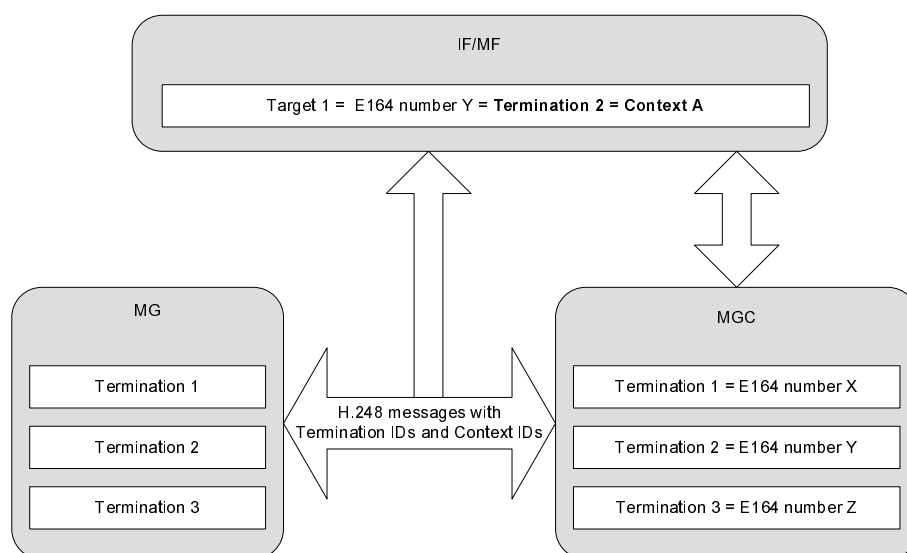 IF/MF
Target 1 = E164 number Y = Termination 2 = Context A
MG
Termination 1
Termination 2
Termination 3
H.248 messages with
Termination IDs and Context IDs
MGC
Termination 1 = E164 number X
Termination 2 = E164 number Y
Termination 3 = E164 number Z